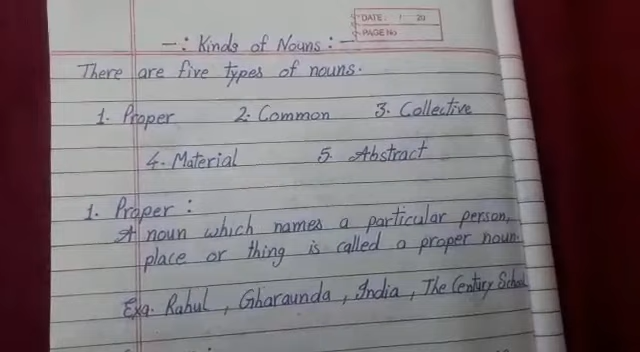 DATE: / 20
PAGE No
-: Kinds of Nouns :-
There are five types of nouns.
1. Proper 2. Common 3. Collective
4. Material 5. Abstract
1. Proper :
A noun which names a particular person,
place or thing is called a proper noun.
Exa. Rahul, Gharaunda, India, The Century School